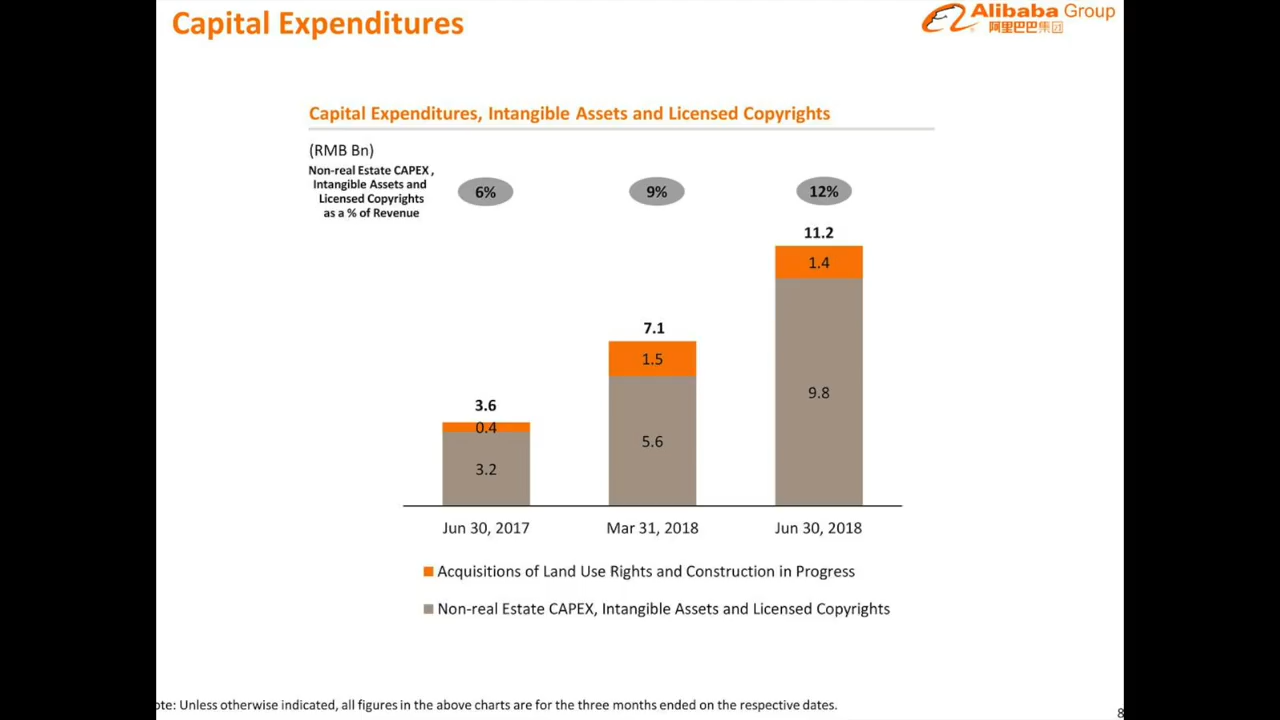 Capital Expenditures
Alibaba Group
阿里巴巴集团
Capital Expenditures, Intangible Assets and Licensed Copyrights
(RMB Bn)
Non-real Estate CAPEX ,
Intangible Assets and
Licensed Copyrights
as a % of Revenue
6%
9%
12%
11.2
1.4
7.1
1.5
9.8
3.6
0.4
5.6
3.2
Jun 30, 2017
Mar 31, 2018
Jun 30, 2018
Acquisitions of Land Use Rights and Construction in Progress
Non-real Estate CAPEX, Intangible Assets and Licensed Copyrights
ote: Unless otherwise indicated, all figures in the above charts are for the three months ended on the respective dates.
8